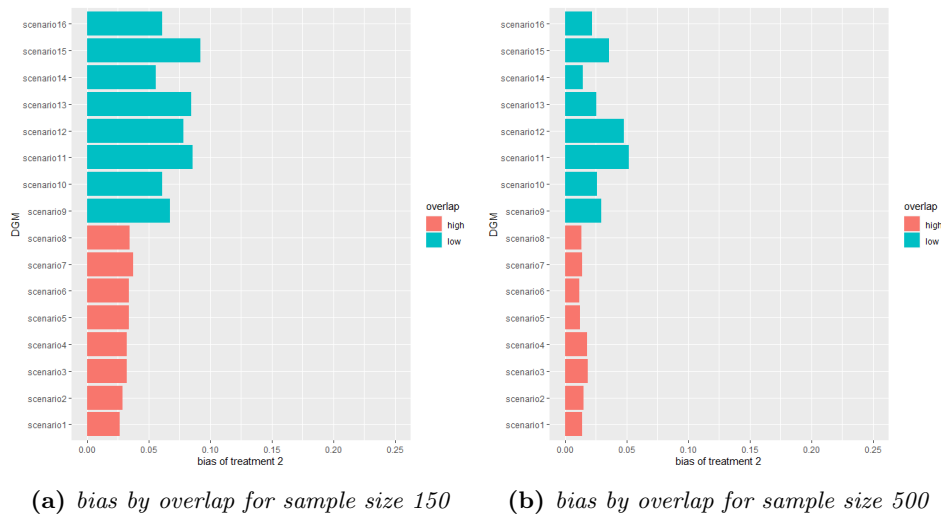 scenario16
scenario15
scenario14
scenario13
scenario12
scenario11
scenario10
scenario9
scenario8
scenario7
scenario6
scenario5
scenario4
scenario3
scenario2
scenario1
DGM
0.00 0.05 0.10 0.15 0.20 0.25
bias of treatment 2
overlap
high
low
(a) bias by overlap for sample size 150
scenario16
scenario15
scenario14
scenario13
scenario12
scenario11
scenario10
scenario9
scenario8
scenario7
scenario6
scenario5
scenario4
scenario3
scenario2
scenario1
DGM
0.00 0.05 0.10 0.15 0.20 0.25
bias of treatment 2
overlap
high
low
(b) bias by overlap for sample size 500